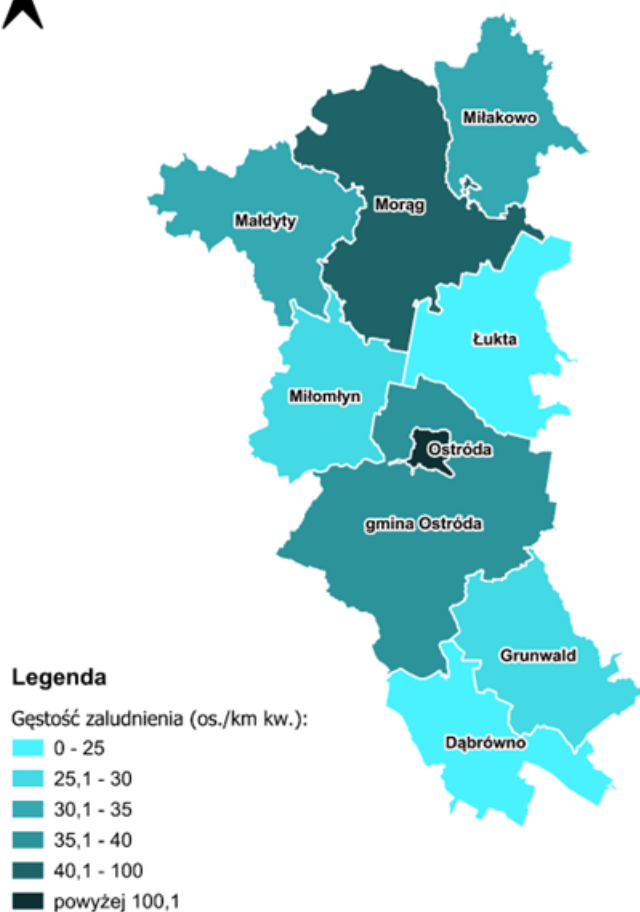 Miłakowo
Morąg
Małdyty
Łukta
Miłomłyn
Ostróda
gmina Ostróda
Grunwald
Dąbrówno
Legenda
Gęstość zaludnienia (os./km kw.):
0 - 25
25,1 - 30
30,1 - 35
35,1 - 40
40,1 - 100
powyżej 100,1